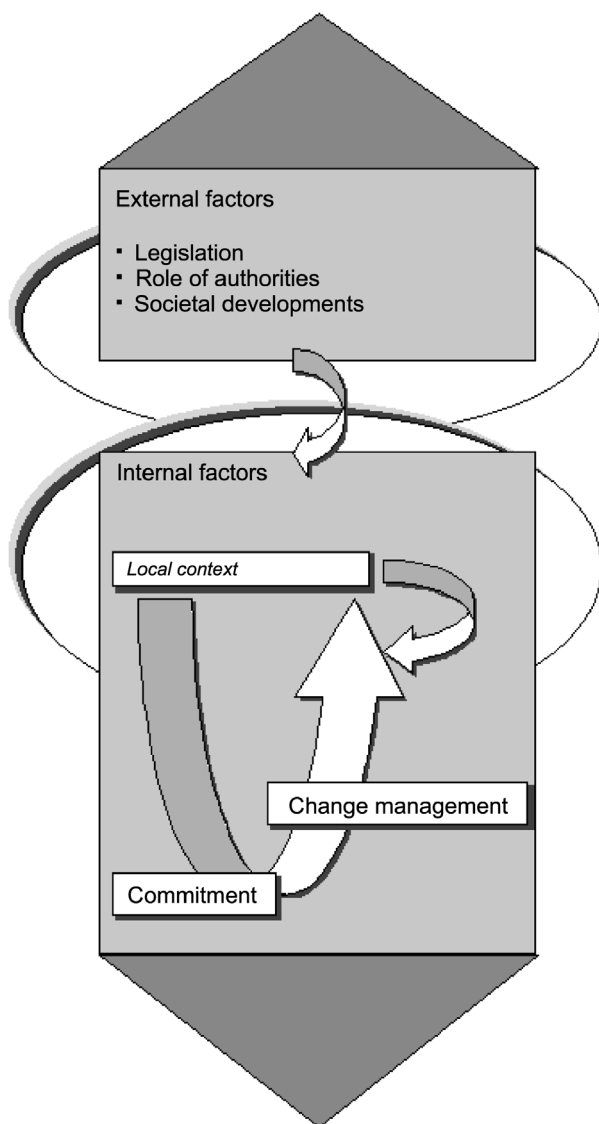 External factors
▪ Legislation
▪ Role of authorities
▪ Societal developments
Internal factors
Local context
Change management
Commitment